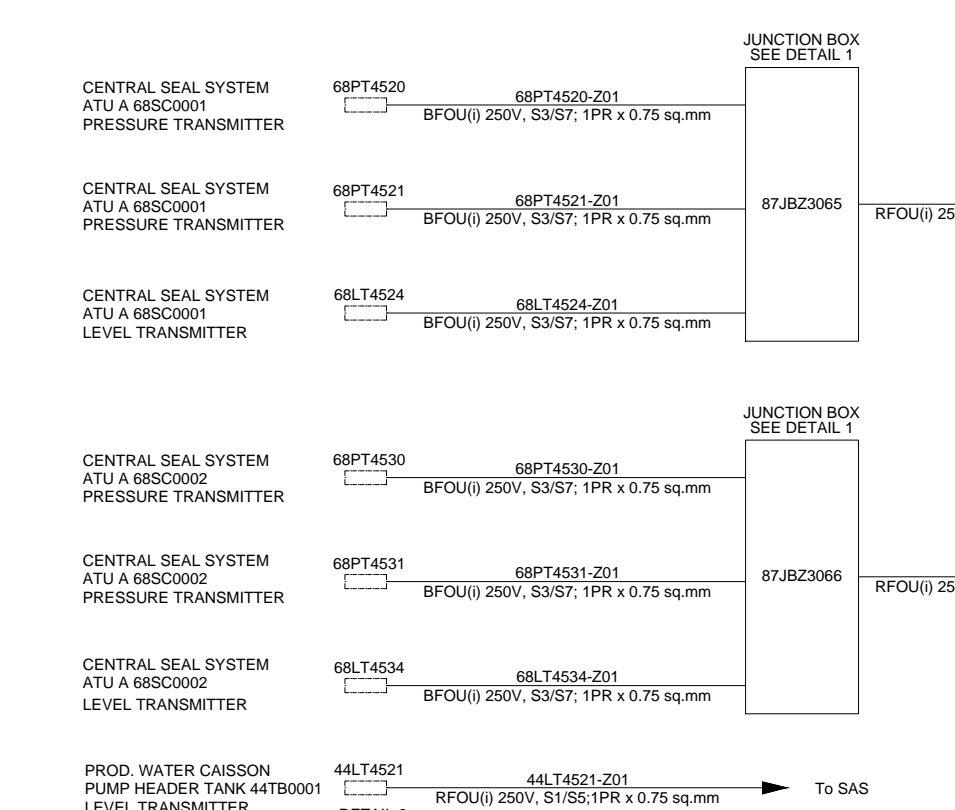 JUNCTION BOX
SEE DETAIL 1
CENTRAL SEAL SYSTEM
ATU A 68SC0001
PRESSURE TRANSMITTER
68PT4520
68PT4520-Z01
BFOU(i) 250V, S3/S7; 1PR x 0.75 sq.mm
CENTRAL SEAL SYSTEM
ATU A 68SC0001
PRESSURE TRANSMITTER
68PT4521
68PT4521-Z01
BFOU(i) 250V, S3/S7; 1PR x 0.75 sq.mm
87JBZ3065
RFOU(i) 25
CENTRAL SEAL SYSTEM
ATU A 68SC0001
LEVEL TRANSMITTER
68LT4524
68LT4524-Z01
BFOU(i) 250V, S3/S7; 1PR x 0.75 sq.mm
JUNCTION BOX
SEE DETAIL 1
CENTRAL SEAL SYSTEM
ATU A 68SC0002
PRESSURE TRANSMITTER
68PT4530
68PT4530-Z01
BFOU(i) 250V, S3/S7; 1PR x 0.75 sq.mm
CENTRAL SEAL SYSTEM
ATU A 68SC0002
PRESSURE TRANSMITTER
68PT4531
68PT4531-Z01
BFOU(i) 250V, S3/S7; 1PR x 0.75 sq.mm
87JBZ3066
RFOU(i) 25
CENTRAL SEAL SYSTEM
ATU A 68SC0002
LEVEL TRANSMITTER
68LT4534
68LT4534-Z01
BFOU(i) 250V, S3/S7; 1PR x 0.75 sq.mm
PROD. WATER CAISSON
PUMP HEADER TANK 44TB0001
LEVEL TRANSMITTER
44LT4521
44LT4521-Z01
RFOU(i) 250V, S1/S5;1PR x 0.75 sq.mm
To SAS